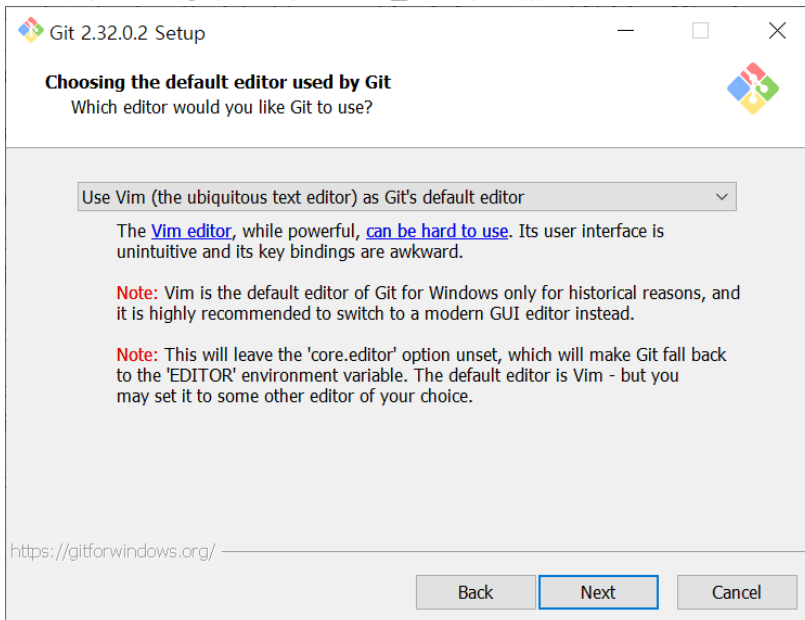 Git 2.32.0.2 Setup
Choosing the default editor used by Git
Which editor would you like Git to use?
Use Vim (the ubiquitous text editor) as Git's default editor
The Vim editor, while powerful, can be hard to use. Its user interface is
unintuitive and its key bindings are awkward.
Note: Vim is the default editor of Git for Windows only for historical reasons, and
it is highly recommended to switch to a modern GUI editor instead.
Note: This will leave the 'core.editor' option unset, which will make Git fall back
to the 'EDITOR' environment variable. The default editor is Vim - but you
may set it to some other editor of your choice.
https://gitforwindows.org/
Back Next Cancel